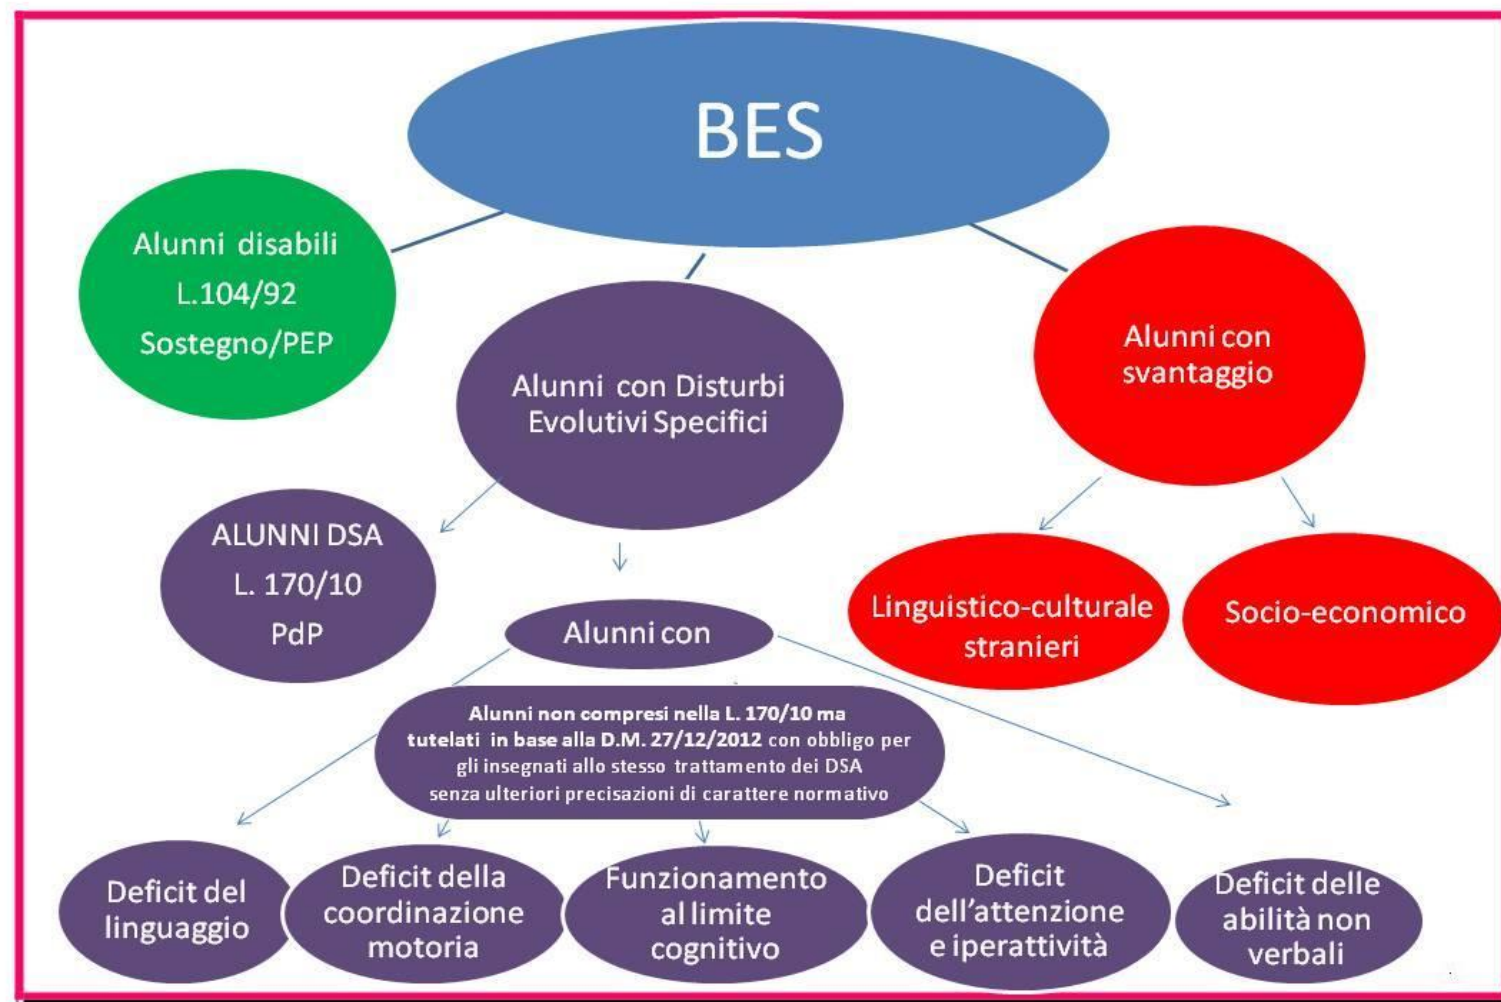 BES
Alunni disabili
L.104/92
Sostegno/PEP
Alunni con Disturbi
Evolutivi Specifici
Alunni con
svantaggio
ALUNNI DSA
L. 170/10
PdP
Alunni con
Linguistico-culturale
stranieri
Socio-economico
Alunni non compresi nella L. 170/10 ma
tutelati in base alla D.M. 27/12/2012 con obbligo per
gli insegnati allo stesso trattamento dei DSA
senza ulteriori precisazioni di carattere normativo
Deficit del
linguaggio
Deficit della
coordinazione
motoria
Funzionamento
al limite
cognitivo
Deficit
dell'attenzione
e iperattività
Deficit delle
abilità non
verbali